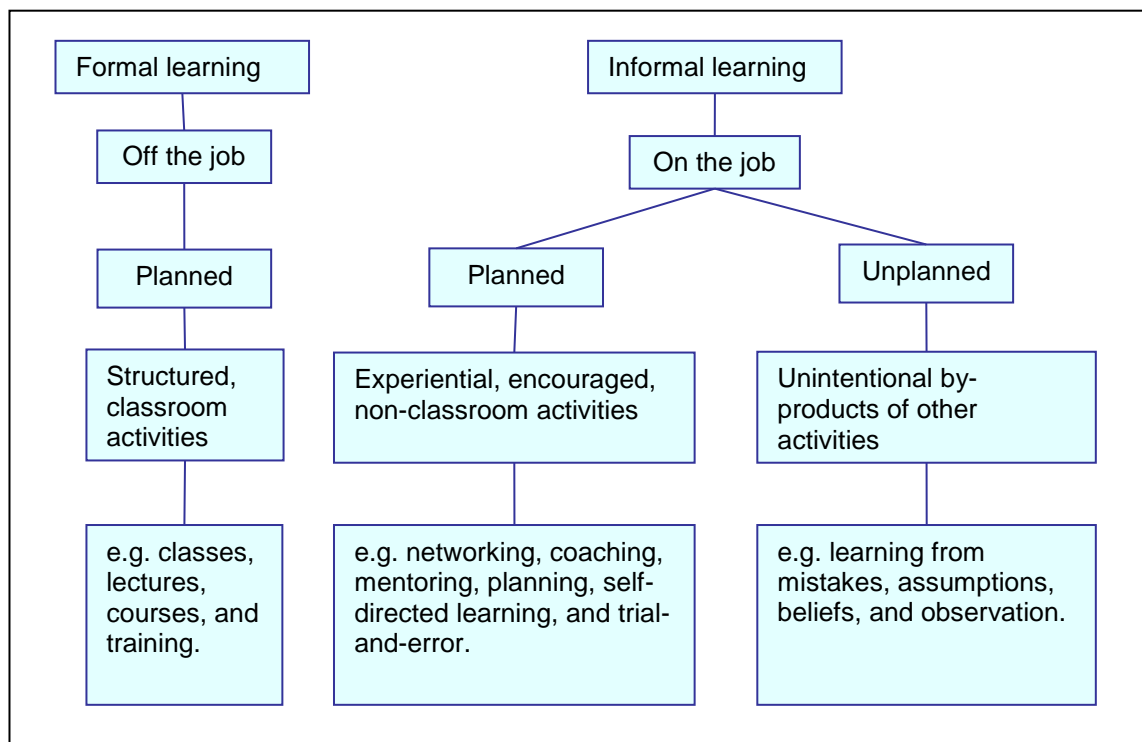 Formal learning
Informal learning
Off the job
On the job
Planned
Planned
Unplanned
Structured,
classroom
activities
Experiential, encouraged,
non-classroom activities
Unintentional by-
products of other
activities
e.g. classes,
lectures,
courses, and
training.
e.g. networking, coaching,
mentoring, planning, self-
directed learning, and trial-
and-error.
e.g. learning from
mistakes, assumptions,
beliefs, and observation.